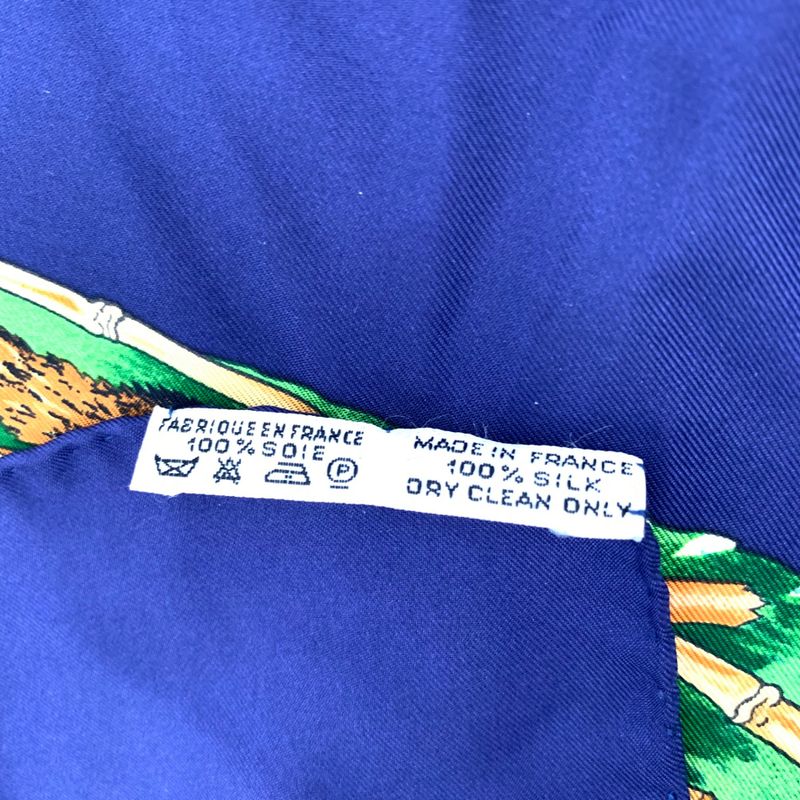 FABRIQUE EN FRANCE
100% SOIE
P
MADE IN FRANCE
100% SILK
DRY CLEAN ONLY